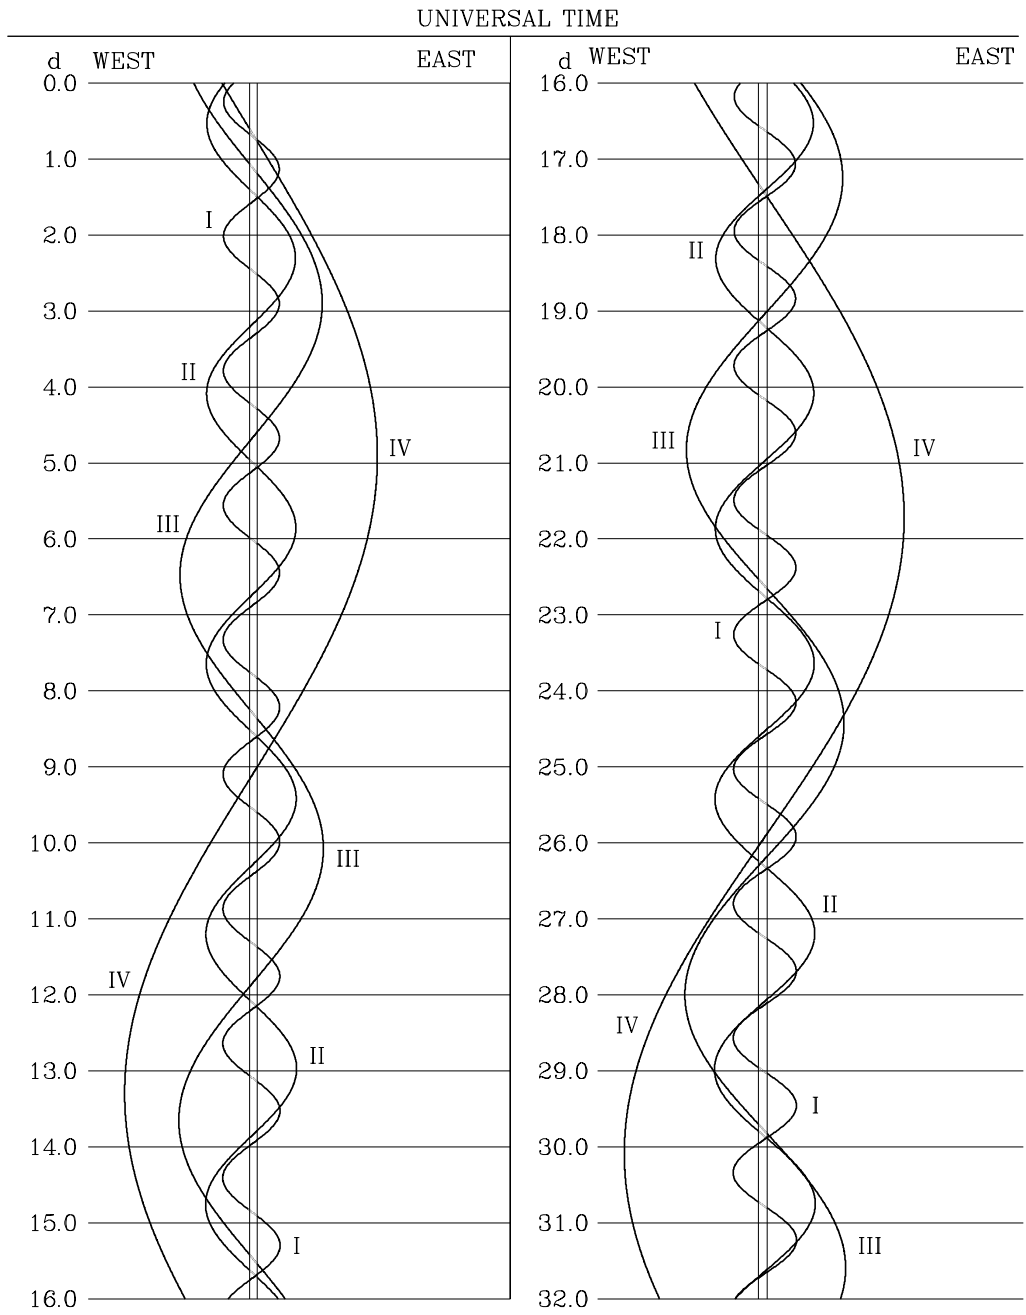 UNIVERSAL TIME
d WEST EAST
0.0
1.0
I
2.0
3.0
II
4.0
IV
5.0
III
6.0
7.0
8.0
9.0
10.0
III
11.0
IV
12.0
II
13.0
14.0
15.0
I
16.0
d WEST EAST
16.0
17.0
18.0
II
19.0
20.0
III IV
21.0
22.0
23.0
I
24.0
25.0
26.0
II
27.0
28.0
IV
29.0
I
30.0
31.0
III
32.0